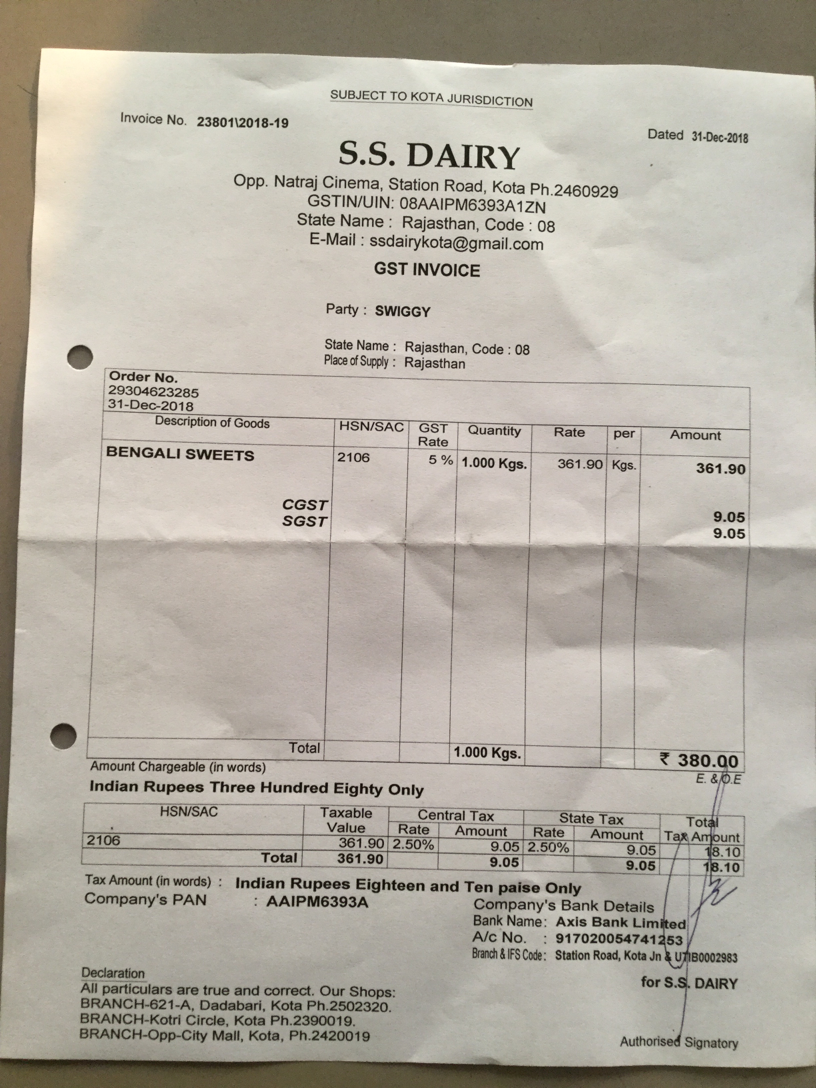 SUBJECT TO KOTA JURISDICTION
Invoice No. 23801\2018-19
Dated 31-Dec-2018
S.S. DAIRY
Opp. Natraj Cinema, Station Road, Kota Ph.2460929
GSTIN/UIN: 08AAIPM6393A1ZN
State Name : Rajasthan, Code : 08
E-Mail : ssdairykota@gmail.com
GST INVOICE
Party : SWIGGY
State Name : Rajasthan, Code : 08
Place of Supply : Rajasthan
Order No.
29304623285
31-Dec-2018
Description of Goods HSN/SAC GST Rate Quantity Rate per Amount
BENGALI SWEETS 2106 5 % 1.000 Kgs. 361.90 Kgs. 361.90
CGST 9.05
SGST 9.05
Total 1.000 Kgs. ₹ 380.00
Amount Chargeable (in words) E. & O.E
Indian Rupees Three Hundred Eighty Only
HSN/SAC Taxable Value Central Tax State Tax Total Tax Amount
Rate Amount Rate Amount
2106 361.90 2.50% 9.05 2.50% 9.05 18.10
Total 361.90 9.05 9.05 18.10
Tax Amount (in words) : Indian Rupees Eighteen and Ten paise Only
Company's PAN : AAIPM6393A
Company's Bank Details
Bank Name: Axis Bank Limited
A/c No. : 917020054741253
Branch & IFS Code: Station Road, Kota Jn & UTIB0002983
Declaration
All particulars are true and correct. Our Shops:
BRANCH-621-A, Dadabari, Kota Ph.2502320.
BRANCH-Kotri Circle, Kota Ph.2390019.
BRANCH-Opp-City Mall, Kota, Ph.2420019
for S.S. DAIRY
Authorised Signatory